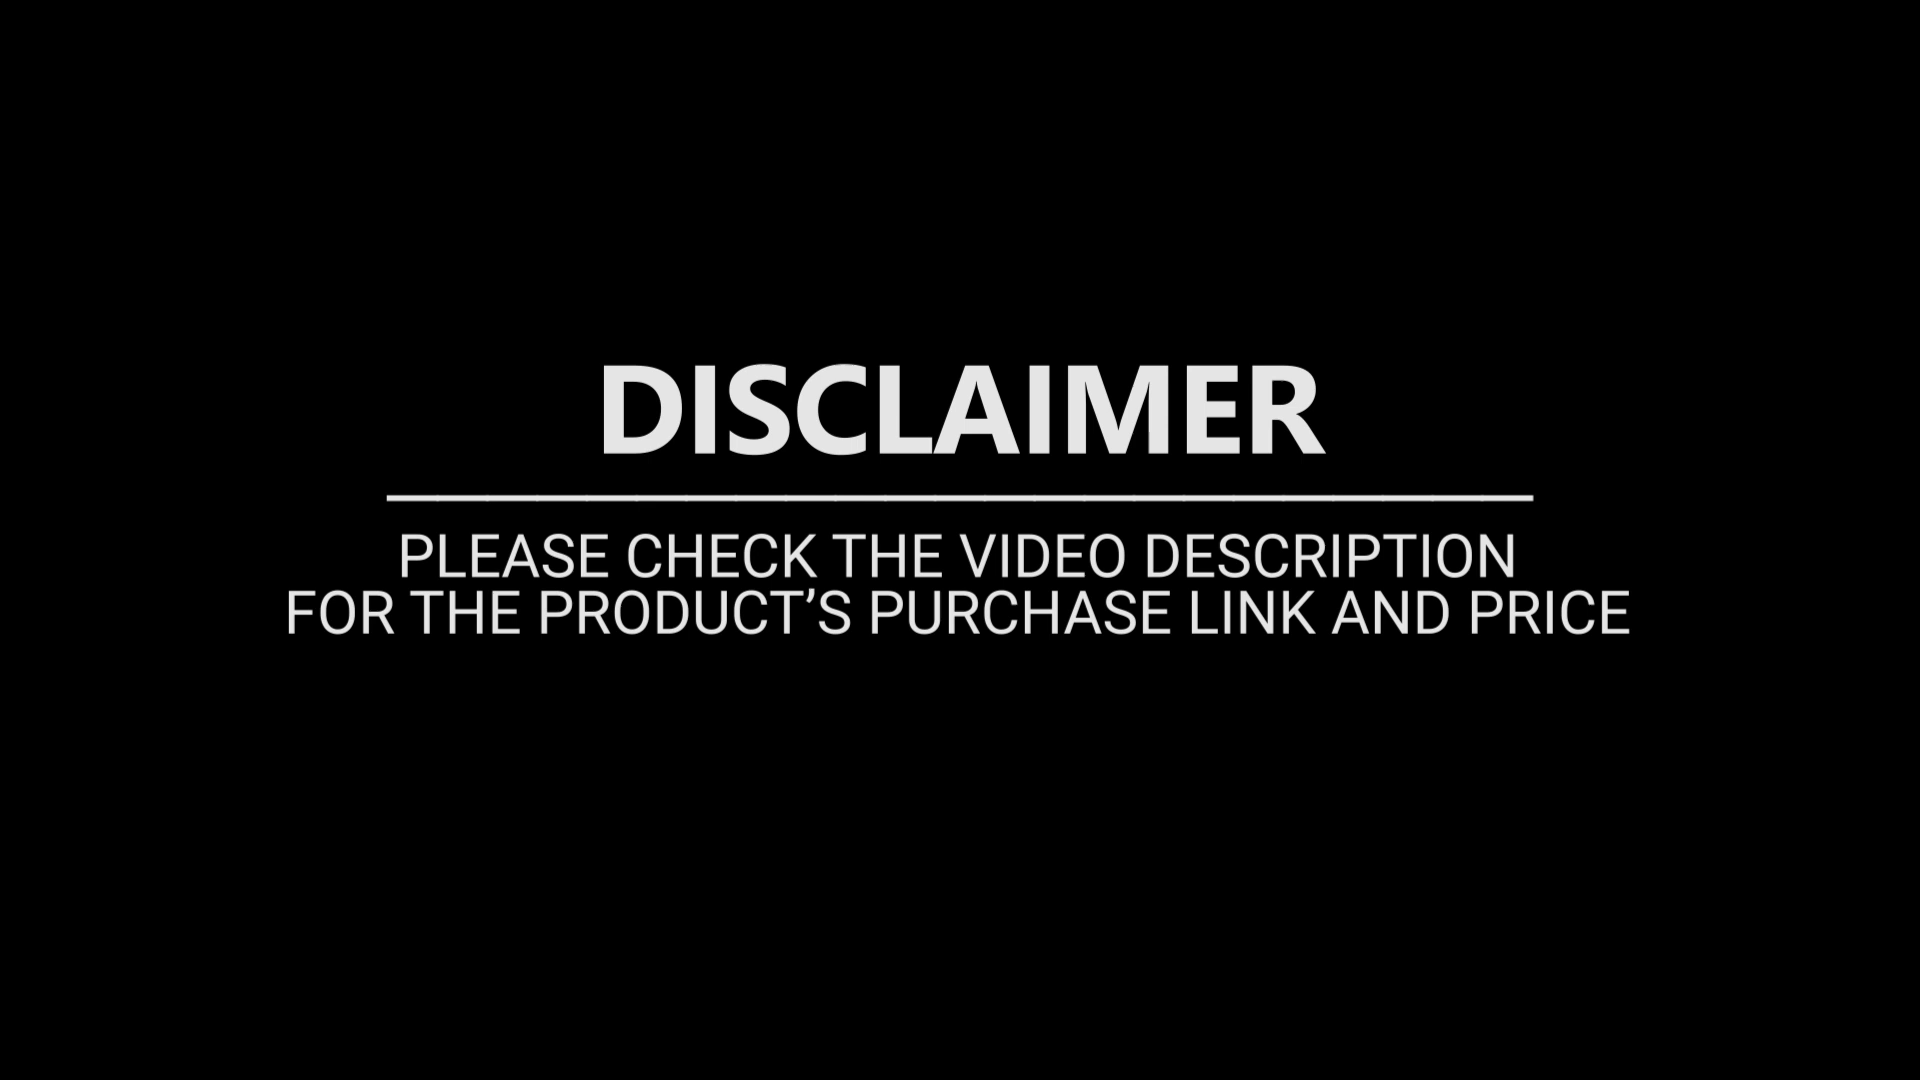 DISCLAIMER
PLEASE CHECK THE VIDEO DESCRIPTION
FOR THE PRODUCT’S PURCHASE LINK AND PRICE